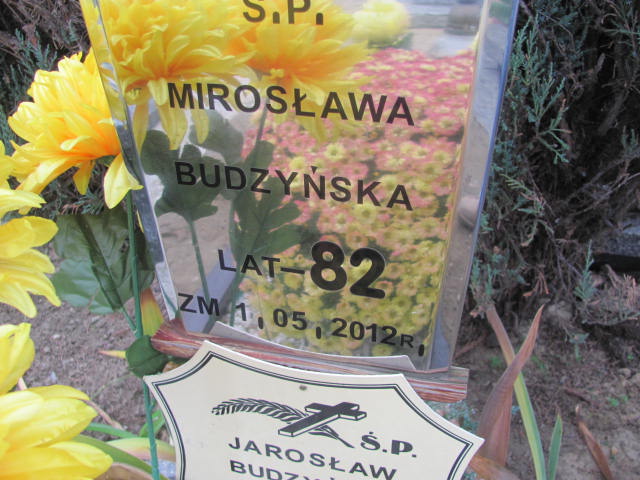 Ś.P.
MIROSŁAWA
BUDZYŃSKA
LAT-82
ZM 1.05.2012r.
Ś.P.
JAROSŁAW